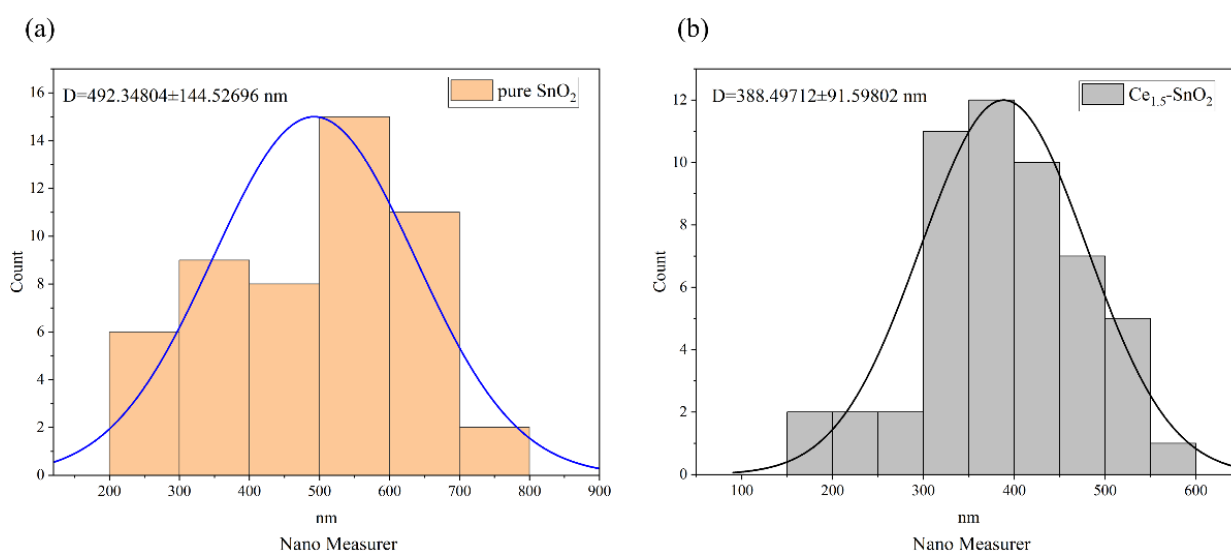 (a)
D=492.34804±144.52696 nm
pure SnO₂
16
14
12
10
8
6
4
2
0
Count
200 300 400 500 600 700 800 900
nm
Nano Measurer
(b)
D=388.49712±91.59802 nm
Ce₁.₅-SnO₂
12
10
8
6
4
2
0
Count
100 200 300 400 500 600
nm
Nano Measurer